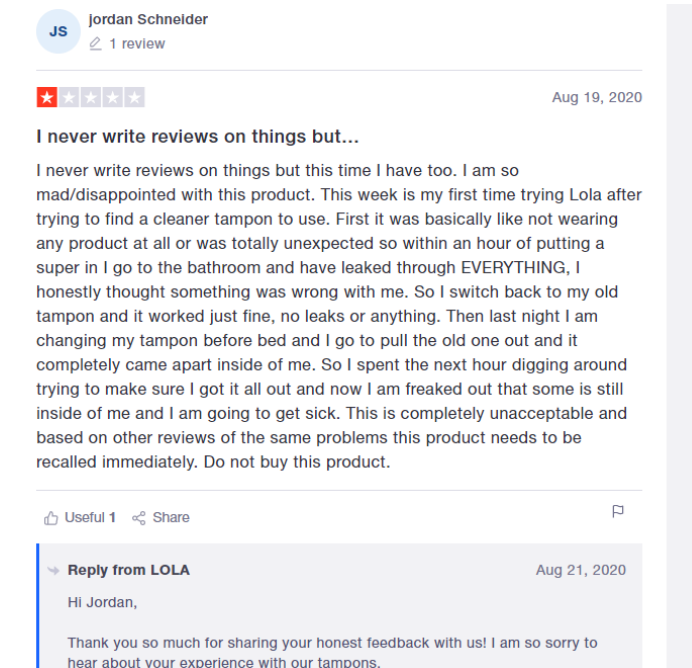 JS
jordan Schneider
1 review
Aug 19, 2020
I never write reviews on things but...
I never write reviews on things but this time I have too. I am so
mad/disappointed with this product. This week is my first time trying Lola after
trying to find a cleaner tampon to use. First it was basically like not wearing
any product at all or was totally unexpected so within an hour of putting a
super in I go to the bathroom and have leaked through EVERYTHING, I
honestly thought something was wrong with me. So I switch back to my old
tampon and it worked just fine, no leaks or anything. Then last night I am
changing my tampon before bed and I go to pull the old one out and it
completely came apart inside of me. So I spent the next hour digging around
trying to make sure I got it all out and now I am freaked out that some is still
inside of me and I am going to get sick. This is completely unacceptable and
based on other reviews of the same problems this product needs to be
recalled immediately. Do not buy this product.
Useful 1 Share
Reply from LOLA Aug 21, 2020
Hi Jordan,
Thank you so much for sharing your honest feedback with us! I am so sorry to
hear about your experience with our tampons.